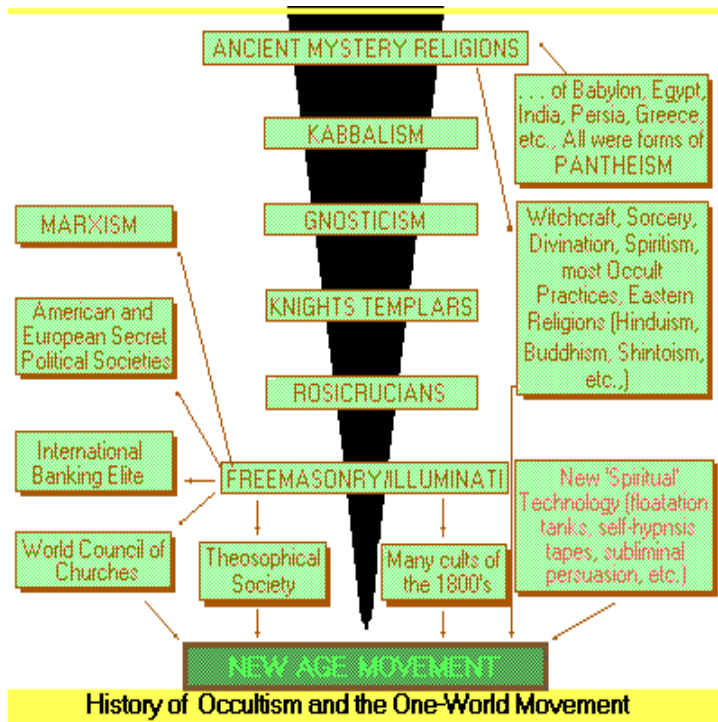 ANCIENT MYSTERY RELIGIONS
. . . of Babylon, Egypt,
India, Persia, Greece,
etc., All were forms of
PANTHEISM
KABBALISM
GNOSTICISM
MARXISM
Witchcraft, Sorcery,
Divination, Spiritism,
most Occult
Practices, Eastern
Religions (Hinduism,
Buddhism, Shintoism,
etc.,)
KNIGHTS TEMPLARS
American and
European Secret
Political Societies
ROSICRUCIANS
International
Banking Elite
FREEMASONRY/ILLUMINATI
New 'Spiritual'
Technology (floatation
tanks, self-hypnsis
tapes, subliminal
persuasion, etc.)
World Council of
Churches
Theosophical
Society
Many cults of
the 1800's
NEW AGE MOVEMENT
History of Occultism and the One-World Movement